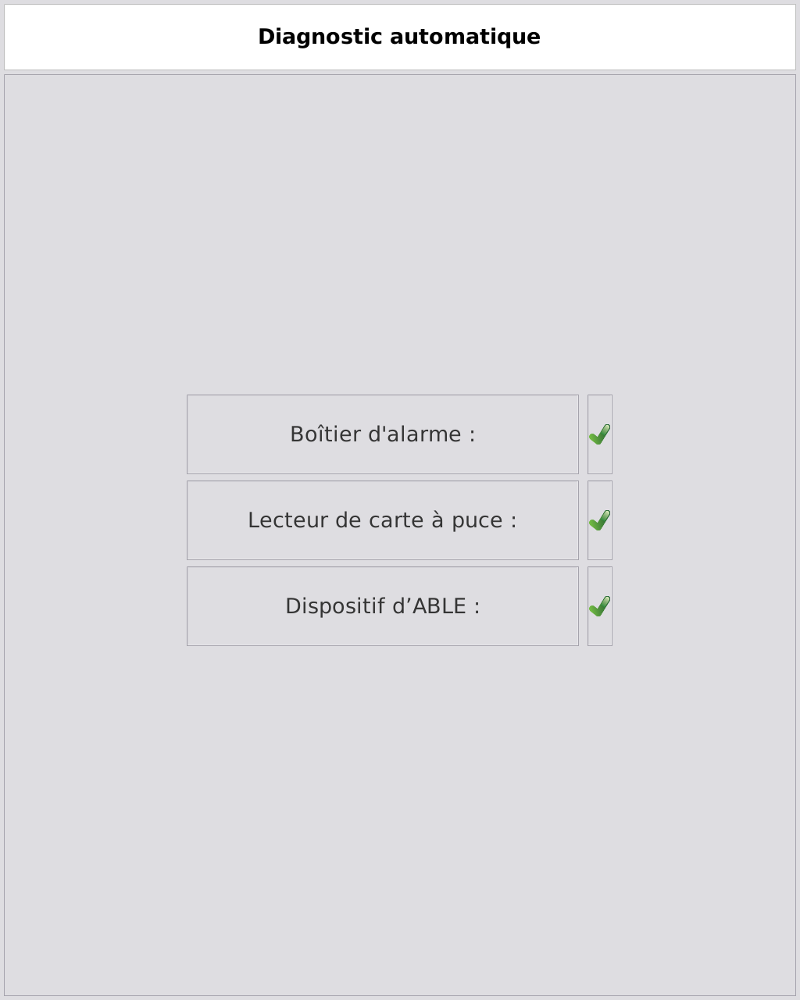 Diagnostic automatique
Boîtier d'alarme :
Lecteur de carte à puce :
Dispositif d’ABLE :